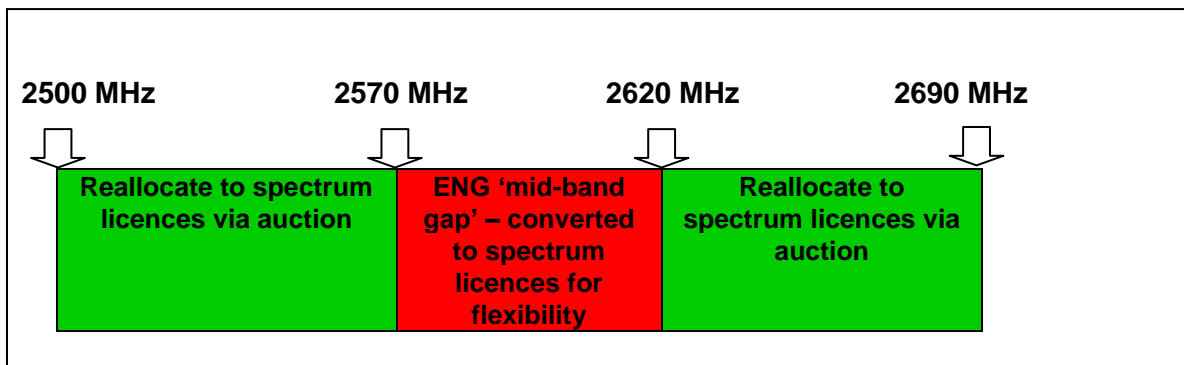 2500 MHz 2570 MHz 2620 MHz 2690 MHz
Reallocate to spectrum
licences via auction
ENG ‘mid-band
gap’ – converted
to spectrum
licences for
flexibility
Reallocate to
spectrum licences via
auction